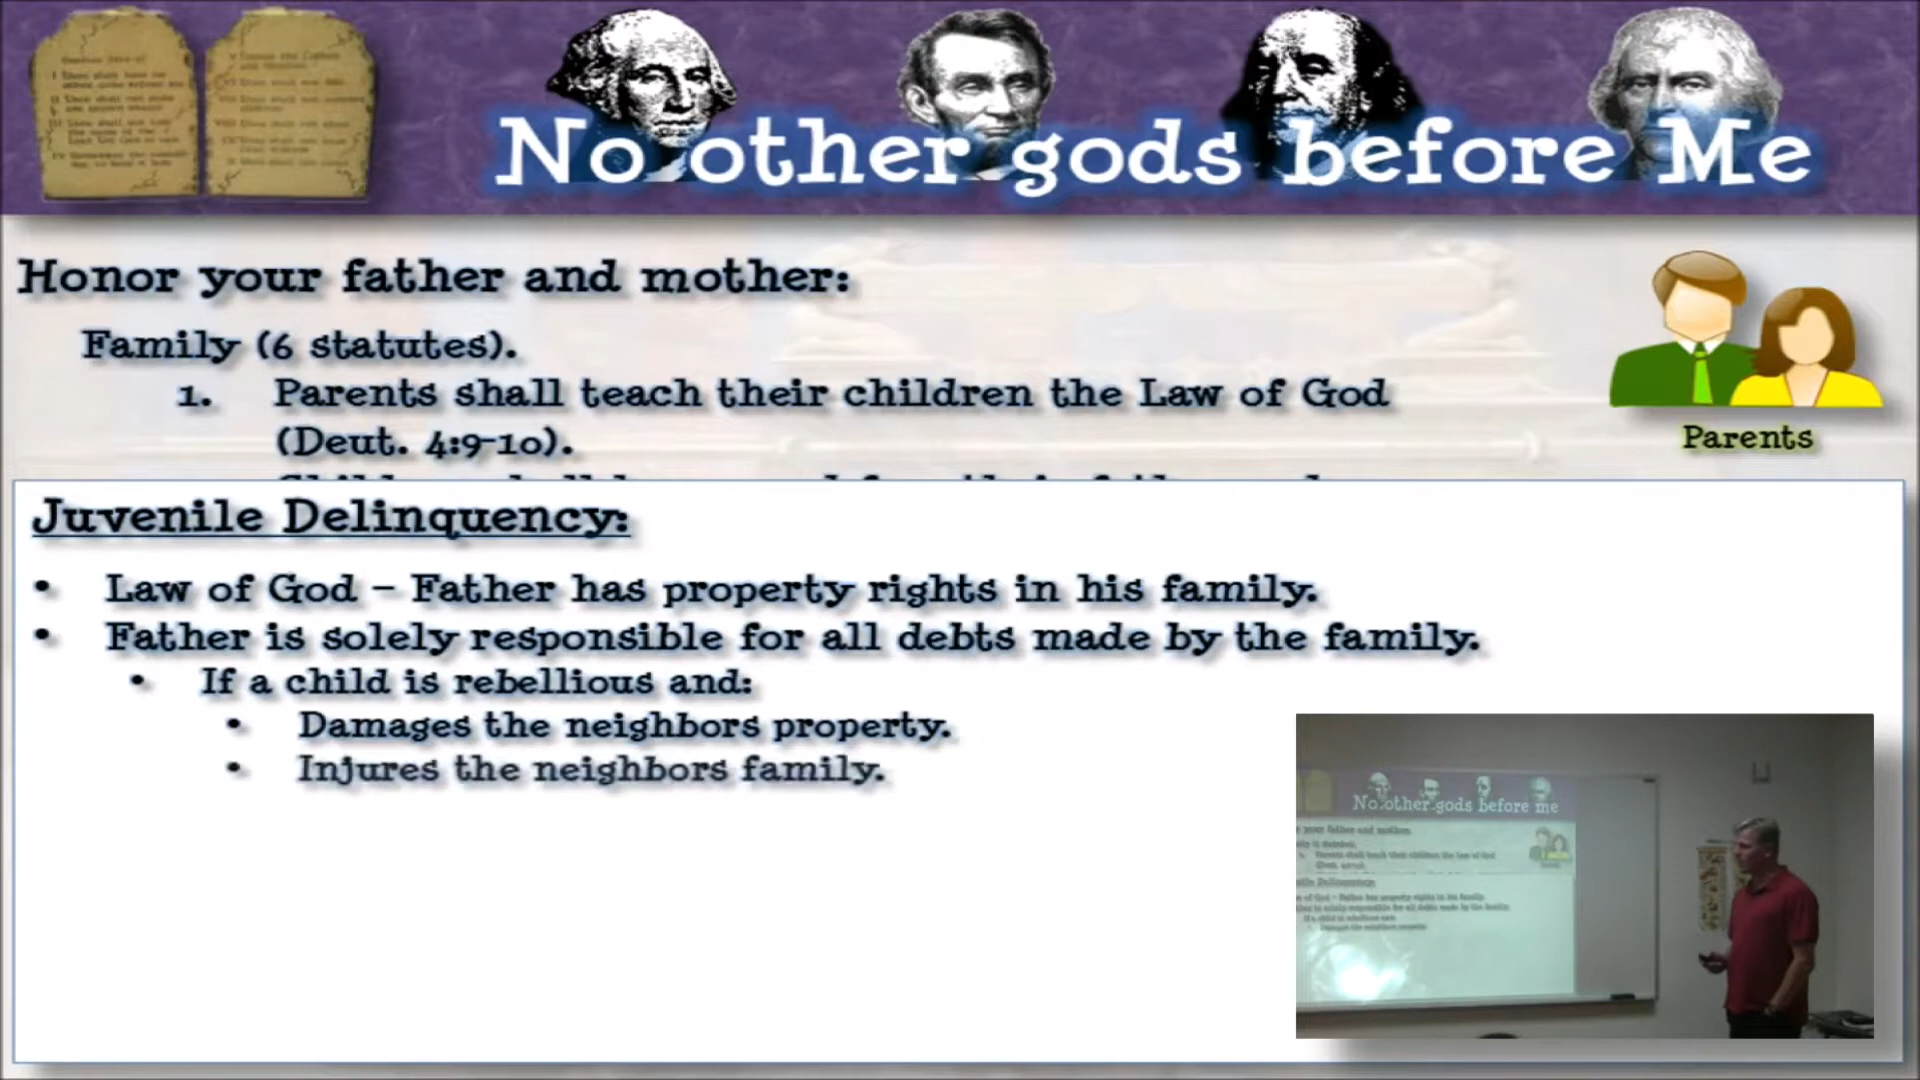 No other gods before Me
Honor your father and mother:
Family (6 statutes).
1. Parents shall teach their children the Law of God
(Deut. 4:9-10).
Parents
Juvenile Delinquency:
• Law of God – Father has property rights in his family.
• Father is solely responsible for all debts made by the family.
• If a child is rebellious and:
• Damages the neighbors property.
• Injures the neighbors family.
No other gods before me